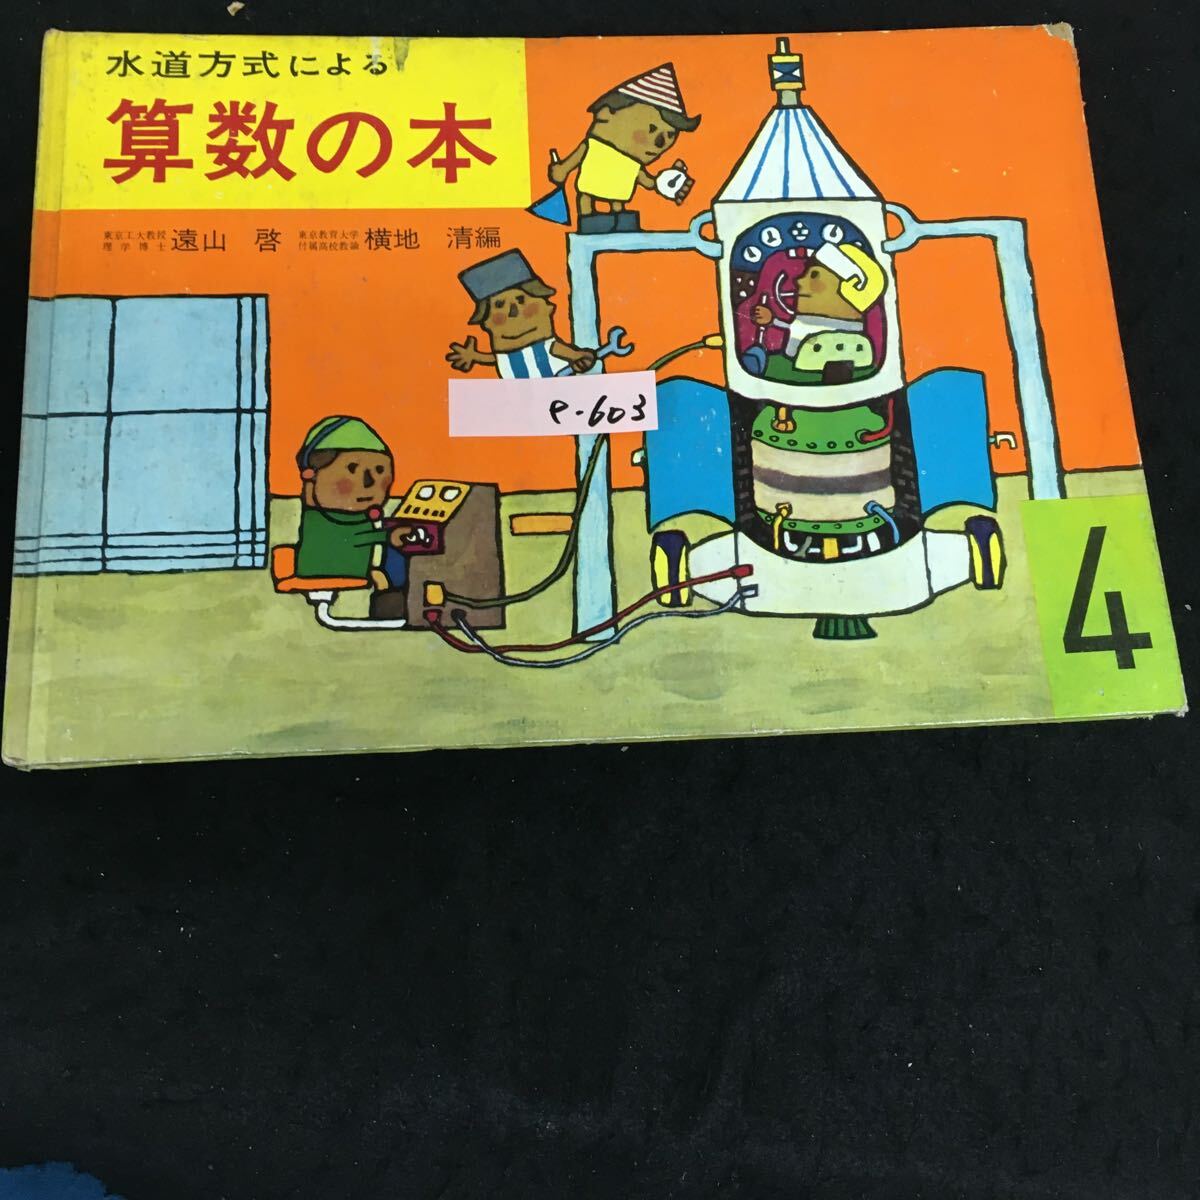 水道方式による
算数の本
東京工大教授
理学博士 遠山 啓 東京教育大学
付属高校教諭 横地 清編
P-603
4